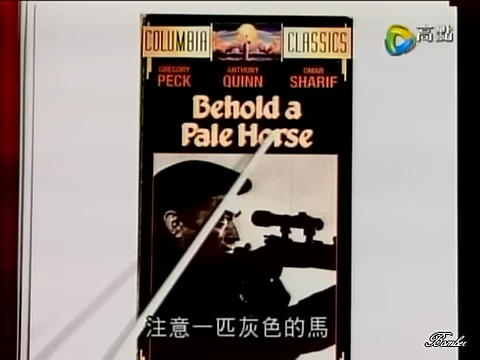 COLUMBIA CLASSICS
高點
GREGORY PECK
ANTHONY QUINN
OMAR SHARIF
Behold a
Pale Horse
注意一匹灰色的馬
Bomber